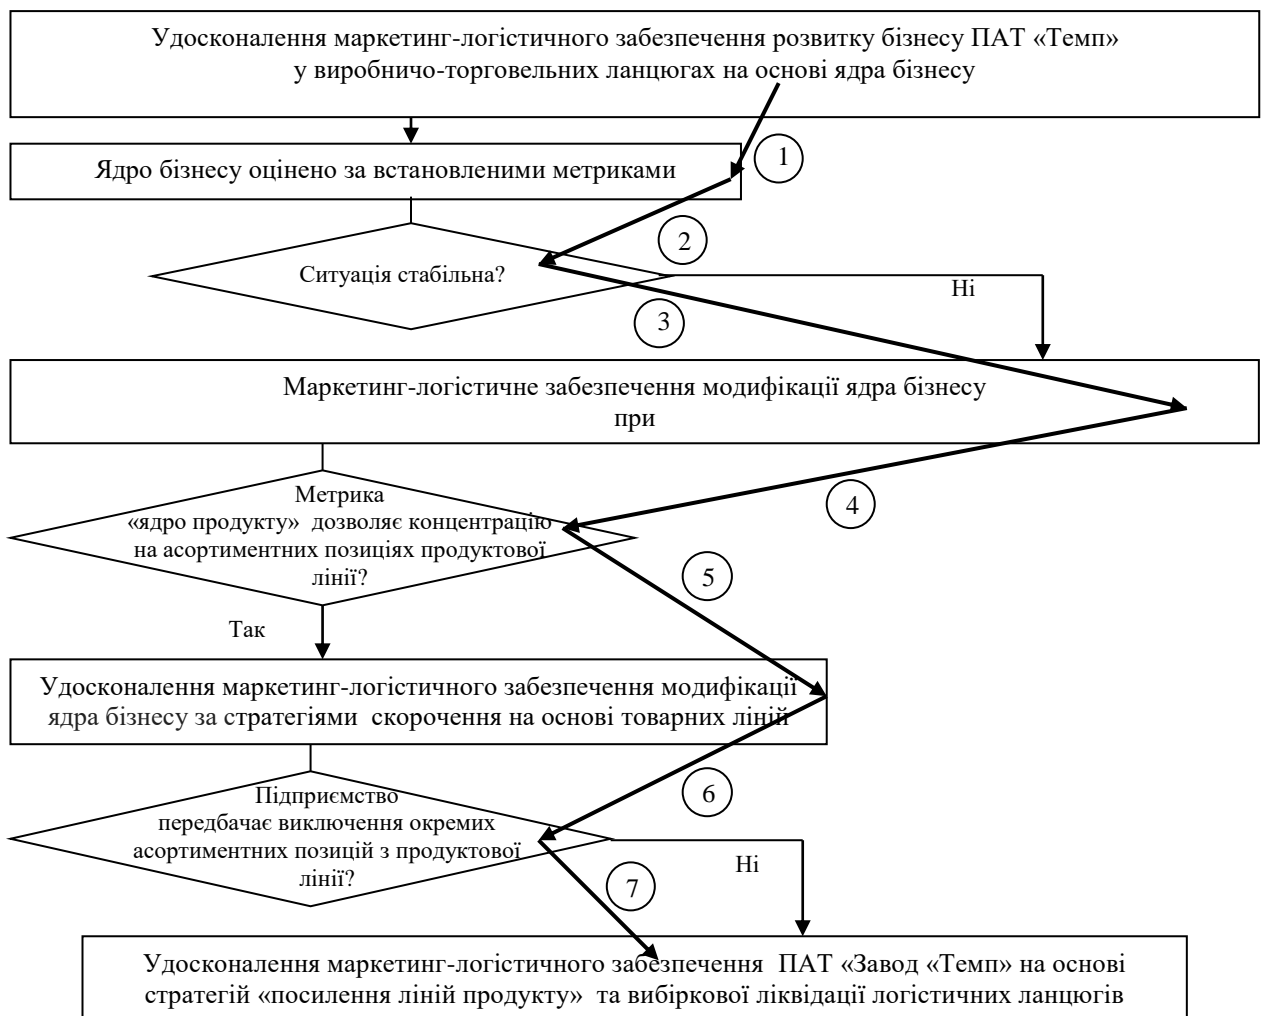 Удосконалення маркетинг-логістичного забезпечення розвитку бізнесу ПАТ «Темп»
у виробничо-торговельних ланцюгах на основі ядра бізнесу
1
Ядро бізнесу оцінено за встановленими метриками
2
Ситуація стабільна?
Ні
3
Маркетинг-логістичне забезпечення модифікації ядра бізнесу
при
Метрика
«ядро продукту» дозволяє концентрацію
на асортиментних позиціях продуктової
лінії?
4
5
Так
Удосконалення маркетинг-логістичного забезпечення модифікації
ядра бізнесу за стратегіями скорочення на основі товарних ліній
6
Підприємство
передбачає виключення окремих
асортиментних позицій з продуктової
лінії?
Ні
7
Удосконалення маркетинг-логістичного забезпечення ПАТ «Завод «Темп» на основі
стратегій «посилення ліній продукту» та вибіркової ліквідації логістичних ланцюгів